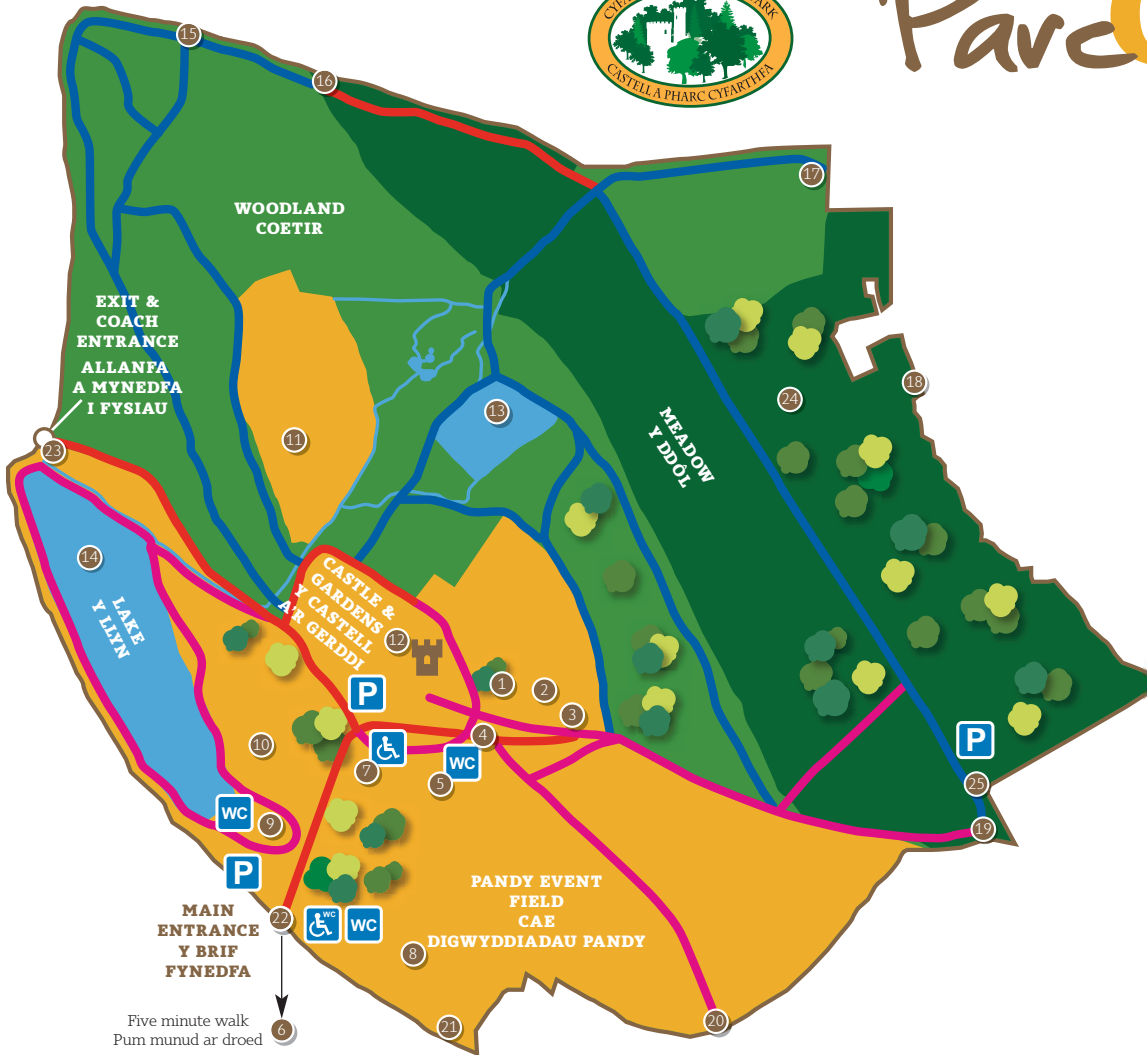 Parc
CASTELL A PHARC CYFARTHFA
15
16
17
WOODLAND
COETIR
EXIT &
COACH
ENTRANCE
ALLANFA
A MYNEDFA
I FYSIAU
23
11
13
MEADOW
Y DDÔL
24
18
14
LAKE
Y LLYN
CASTLE &
GARDENS
Y CASTELL
A'R GERDDI
12
P
1
2
3
4
WC
5
7
10
WC
9
P
P
25
19
MAIN
ENTRANCE
Y BRIF
FYNEDFA
22
WC
WC
PANDY EVENT
FIELD
CAE
DIGWYDDIADAU PANDY
8
21
20
Five minute walk
Pum munud ar droed
6